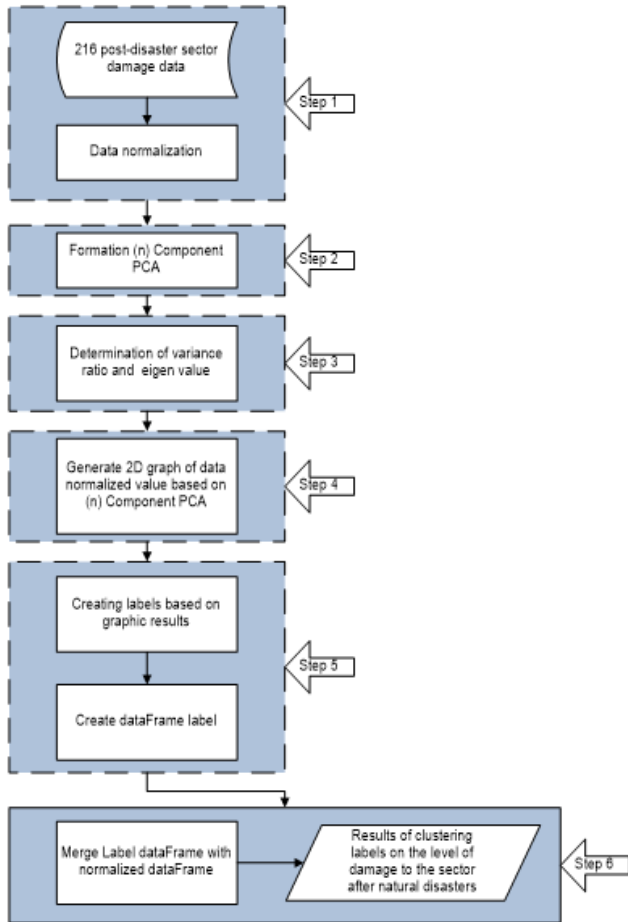 216 post-disaster sector
damage data
Step 1
Data normalization
Formation (n) Component
PCA
Step 2
Determination of variance
ratio and eigen value
Step 3
Generate 2D graph of data
normalized value based on
(n) Component PCA
Step 4
Creating labels based on
graphic results
Step 5
Create dataFrame label
Merge Label dataFrame with
normalized dataFrame
Results of clustering
labels on the level of
damage to the sector
after natural disasters
Step 6